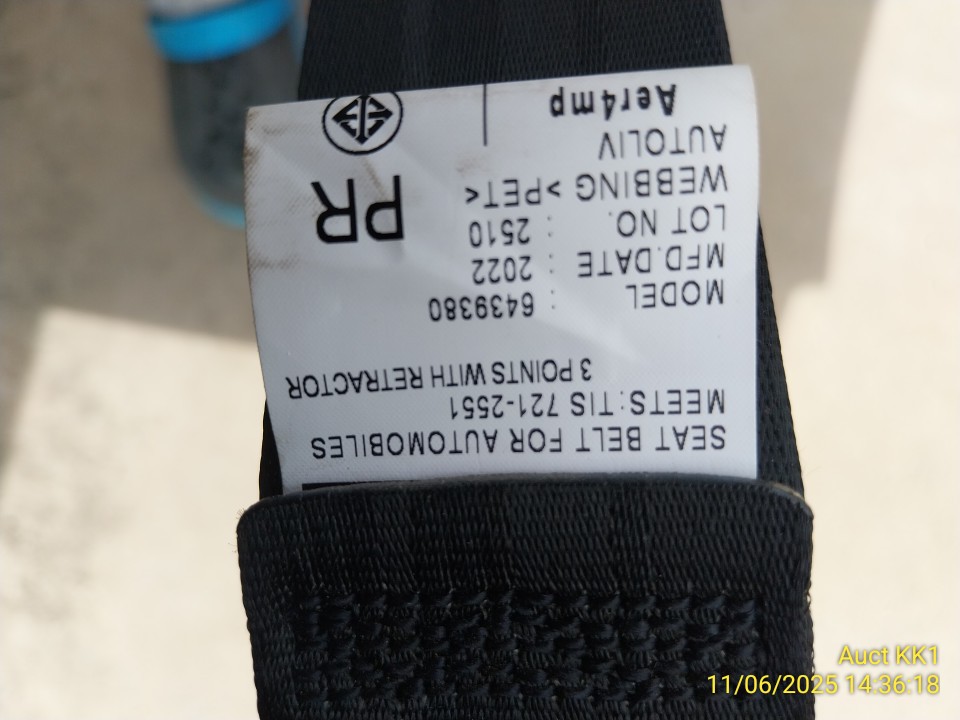 SEAT BELT FOR AUTOMOBILES
MEETS:TIS 721-2551
3 POINTS WITH RETRACTOR
MODEL : 6439380
MFD.DATE : 2022
LOT NO. : 2510
WEBBING >PET<
AUTOLIV
PR
Aer4mp
Auct KK1
11/06/2025 14:36:18